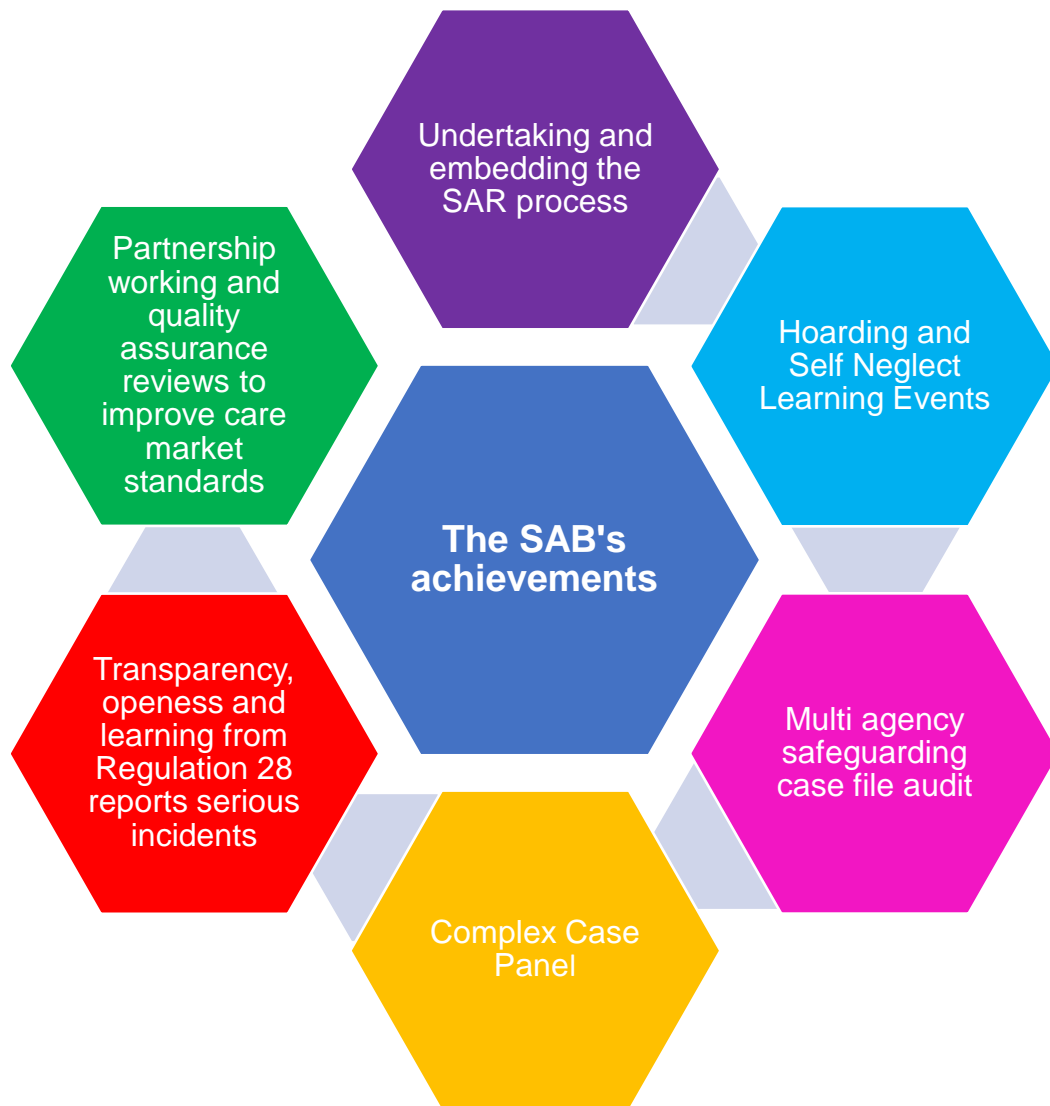 Undertaking and
embedding the
SAR process
Partnership
working and
quality
assurance
reviews to
improve care
market
standards
Hoarding and
Self Neglect
Learning Events
The SAB's
achievements
Transparency,
openess and
learning from
Regulation 28
reports serious
incidents
Multi agency
safeguarding
case file audit
Complex Case
Panel